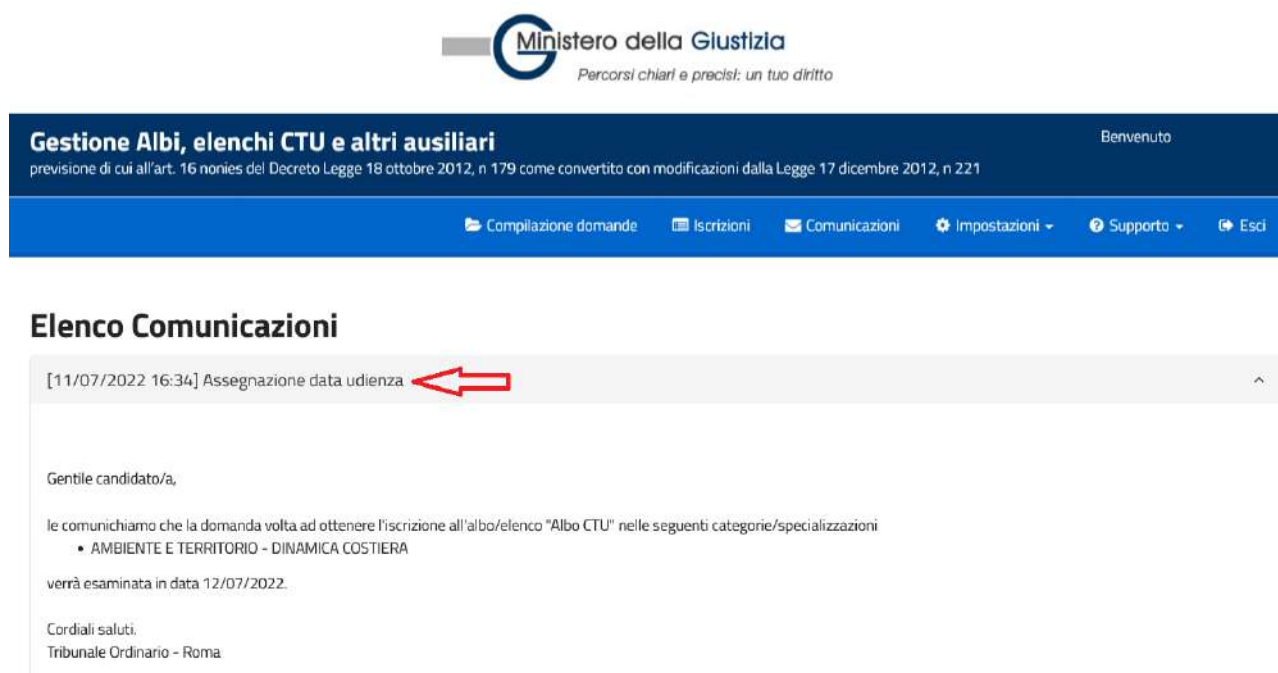 Ministero della Giustizia
Percorsi chiari e precisi: un tuo diritto
Gestione Albi, elenchi CTU e altri ausiliari
Benvenuto
previsione di cui all'art. 16 nonies del Decreto Legge 18 ottobre 2012, n 179 come convertito con modificazioni dalla Legge 17 dicembre 2012, n 221
Compilazione domande Iscrizioni Comunicazioni Impostazioni Supporto Esci
Elenco Comunicazioni
[11/07/2022 16:34] Assegnazione data udienza
Gentile candidato/a,
le comunichiamo che la domanda volta ad ottenere l'iscrizione all'albo/elenco "Albo CTU" nelle seguenti categorie/specializzazioni
• AMBIENTE E TERRITORIO - DINAMICA COSTIERA
verrà esaminata in data 12/07/2022.
Cordiali saluti.
Tribunale Ordinario - Roma